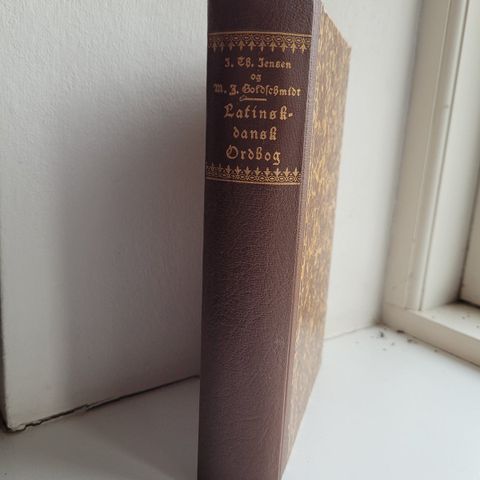 J. Th. Jensen
og
M. J. Goldschmidt
Latinsk-
dansk
Ordbog